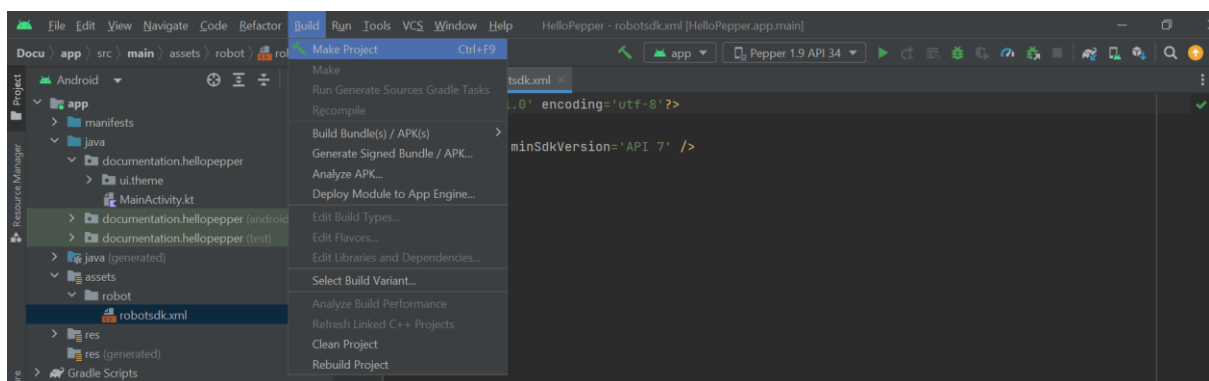 File Edit View Navigate Code Refactor Build Run Tools VCS Window Help HelloPepper - robotsdk.xml [HelloPepper.app.main]
Docu app src main assets robot rol app Pepper 1.9 API 34
Project
Resource Manager
Android
app
manifests
java
documentation.hellopepper
ui.theme
MainActivity.kt
documentation.hellopepper (android
documentation.hellopepper (test)
java (generated)
assets
robot
robotsdk.xml
res
res (generated)
Gradle Scripts
Make Project Ctrl+F9
Make
Run Generate Sources Gradle Tasks
Recompile
Build Bundle(s) / APK(s)
Generate Signed Bundle / APK...
Analyze APK...
Deploy Module to App Engine...
Edit Build Types...
Edit Flavors...
Edit Libraries and Dependencies...
Select Build Variant...
Analyze Build Performance
Refresh Linked C++ Projects
Clean Project
Rebuild Project
tsdk.xml
.0' encoding='utf-8'?>
minSdkVersion='API 7' />